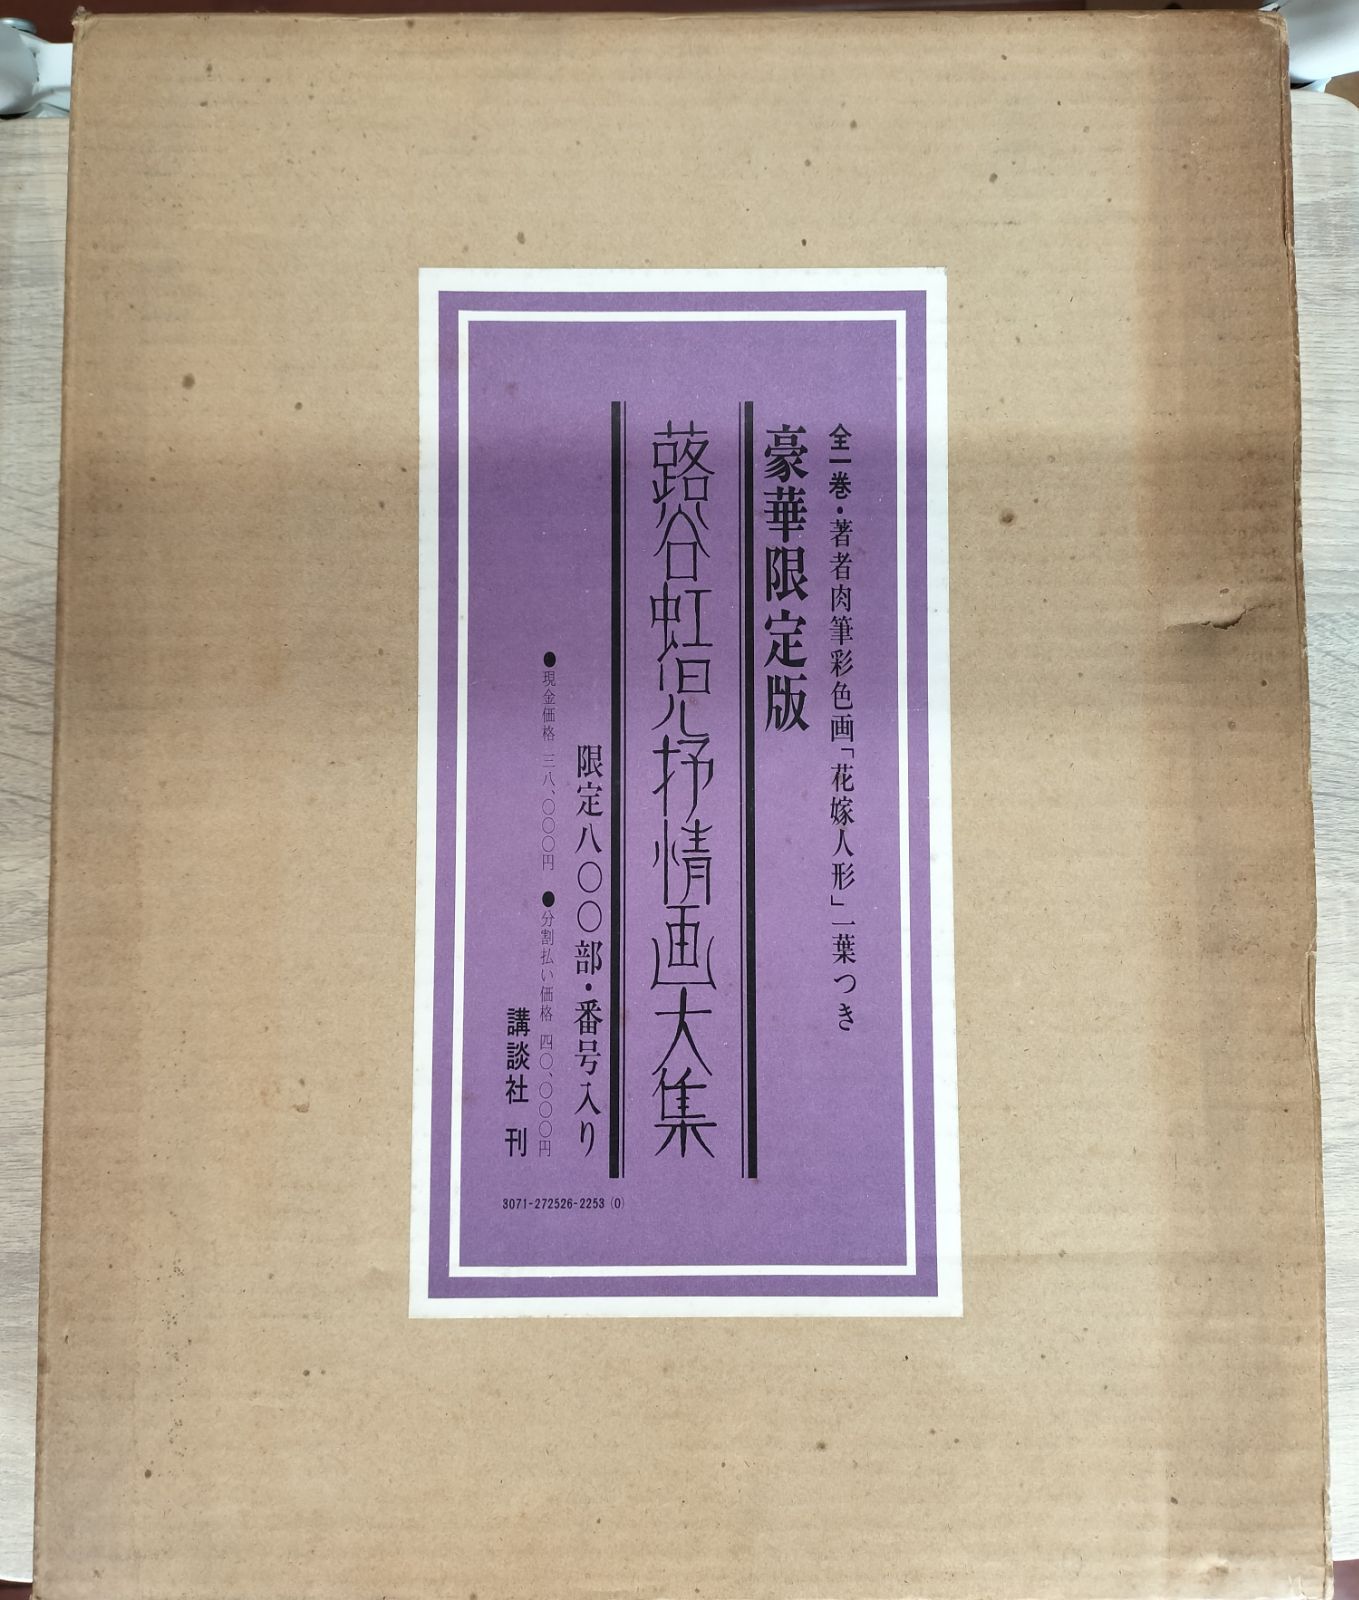 全一巻・著者肉筆彩色画「花嫁人形」一葉つき
豪華限定版
蕗谷虹児抒情画大集
限定八〇〇部・番号入り
●現金価格 三八、〇〇〇円 ●分割払い価格 四〇、〇〇〇円
講談社 刊
3071-272526-2253 (0)